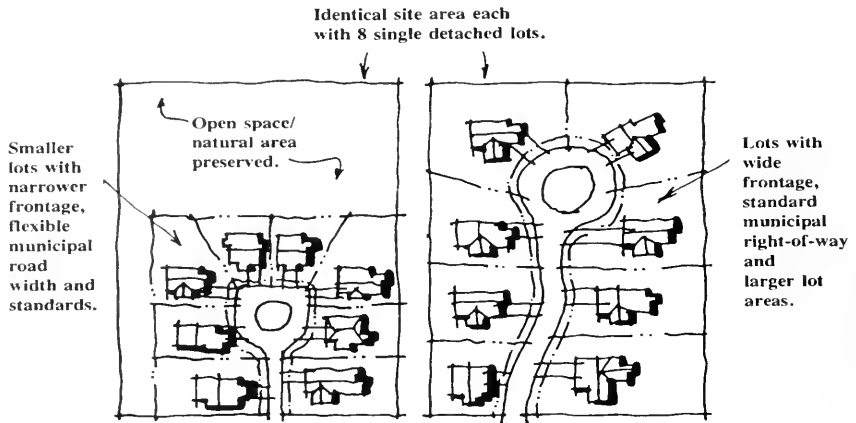 Identical site area each
with 8 single detached lots.
Open space/
natural area
preserved.
Smaller
lots with
narrower
frontage,
flexible
municipal
road
width and
standards.
Lots with
wide
frontage,
standard
municipal
right-of-way
and
larger lot
areas.